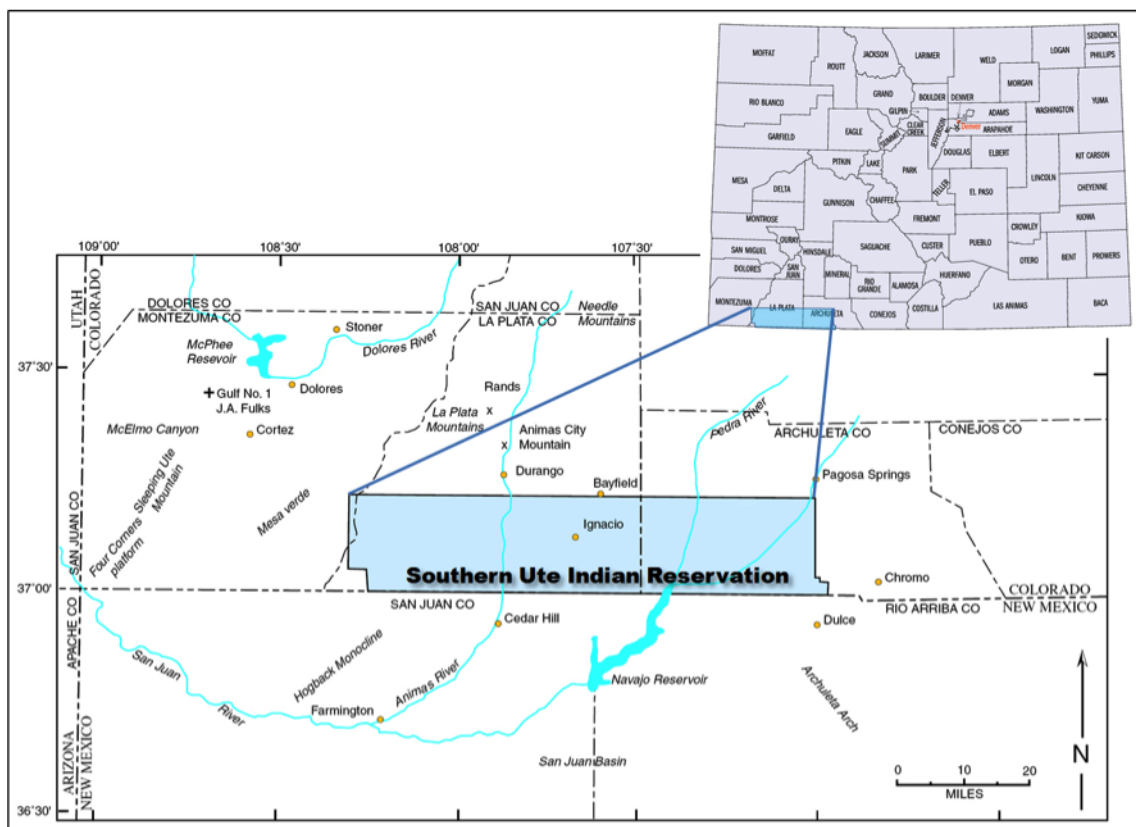 MOFFAT
ROUTT
JACKSON
LARIMER
WELD
LOGAN
SEDGWICK
PHILLIPS
MORGAN
GRAND
BOULDER
DENVER
RIO BLANCO
GILPIN
ADAMS
WASHINGTON
YUMA
Denver
CLEAR
CREEK
JEFFERSON
ARAPAHOE
GARFIELD
EAGLE
SUMMIT
DOUGLAS
ELBERT
KIT CARSON
PITKIN
LAKE
PARK
LINCOLN
MESA
DELTA
TELLER
EL PASO
CHEYENNE
GUNNISON
CHAFFEE
MONTROSE
FREMONT
CROWLEY
KIOWA
OURAY
PUEBLO
SAN MIGUEL
HINSDALE
SAGUACHE
CUSTER
OTERO
BENT
PROWERS
DOLORES
SAN
JUAN
MINERAL
RIO
GRANDE
ALAMOSA
HUERFANO
MONTEZUMA
LA PLATA
ARCHULETA
CONEJOS
COSTILLA
LAS ANIMAS
BACA
109°00'
108°30'
108°00'
107°30'
UTAH
COLORADO
DOLORES CO
MONTEZUMA CO
SAN JUAN CO
LA PLATA CO
Needle
Mountains
Stoner
McPhee
Resevoir
Dolores River
37°30'
Dolores
Rands
Gulf No. 1
J.A. Fulks
La Plata
Mountains
x
Pedra River
McElmo Canyon
Cortez
Animas City
Mountain
x
ARCHULETA CO
CONEJOS CO
Durango
Pagosa Springs
Bayfield
Sleeping Ute
Mountain
Mesa verde
Ignacio
Four Corners
platform
SAN JUAN CO
Southern Ute Indian Reservation
Chromo
37°00'
COLORADO
NEW MEXICO
SAN JUAN CO
RIO ARRIBA CO
APACHE CO
Cedar Hill
Dulce
San Juan
River
Hogback Monocline
Animas River
Navajo Reservoir
Archuleta Arch
Farmington
ARIZONA
NEW MEXICO
San Juan Basin
N
0
10
20
MILES
36°30'